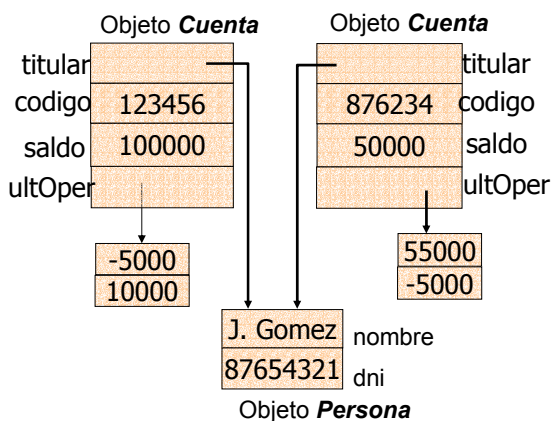 Objeto Cuenta
titular
codigo 123456
saldo 100000
ultOper
-5000
10000
Objeto Cuenta
titular
876234 codigo
50000 saldo
ultOper
55000
-5000
J. Gomez nombre
87654321 dni
Objeto Persona